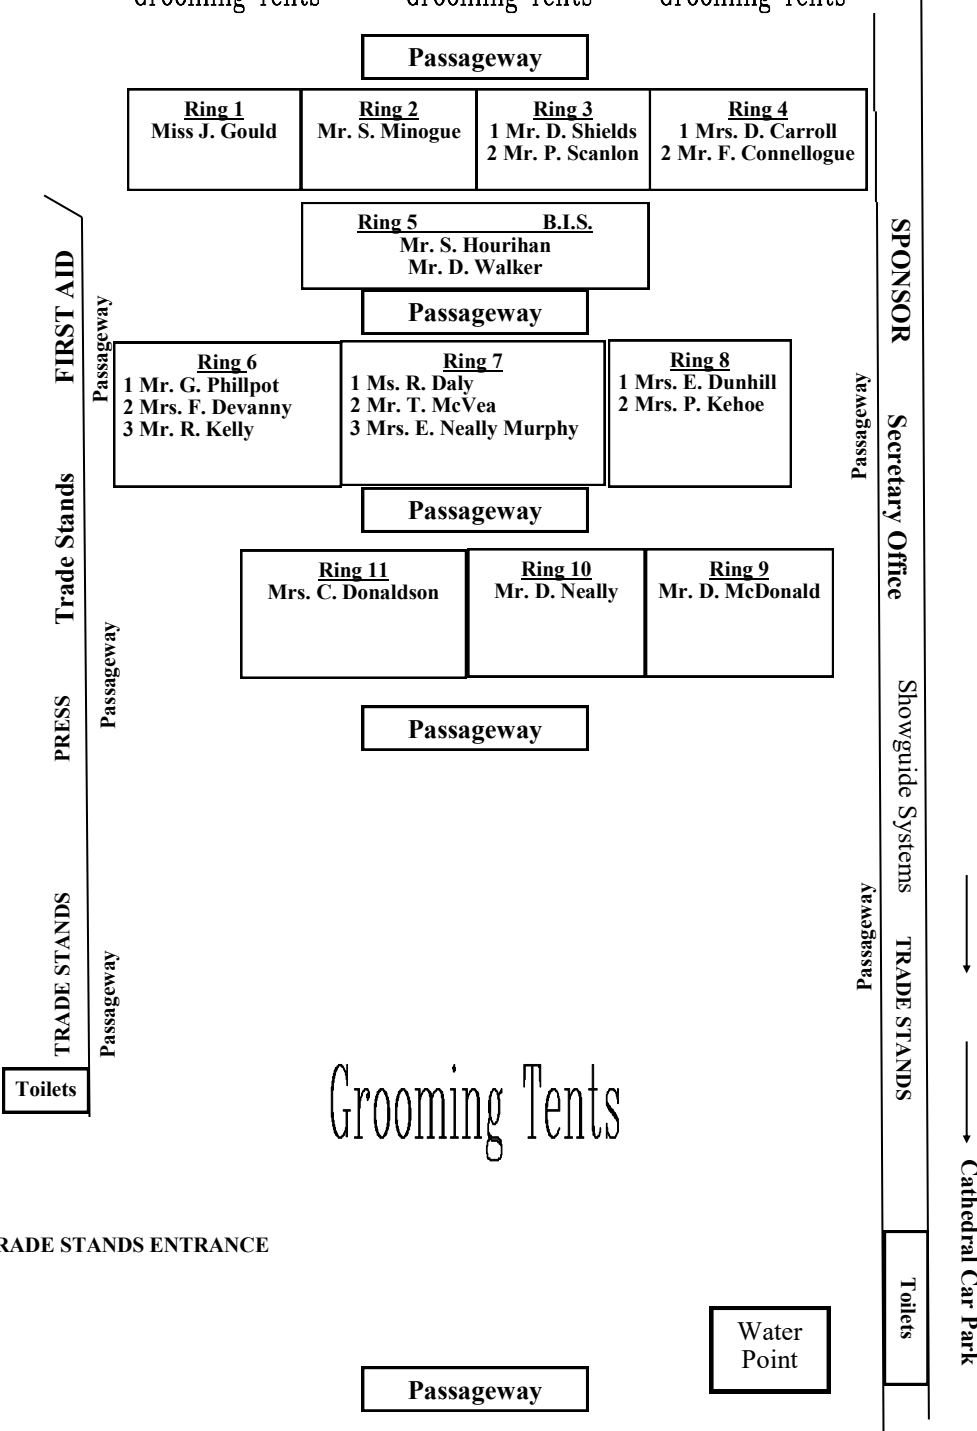 Grooming Tents Grooming Tents Grooming Tents
Passageway
Ring 1
Miss J. Gould
Ring 2
Mr. S. Minogue
Ring 3
1 Mr. D. Shields
2 Mr. P. Scanlon
Ring 4
1 Mrs. D. Carroll
2 Mr. F. Connellogue
Ring 5 B.I.S.
Mr. S. Hourihan
Mr. D. Walker
Passageway
FIRST AID
Passageway
SPONSOR
Ring 6
1 Mr. G. Phillpot
2 Mrs. F. Devanny
3 Mr. R. Kelly
Ring 7
1 Ms. R. Daly
2 Mr. T. McVea
3 Mrs. E. Neally Murphy
Ring 8
1 Mrs. E. Dunhill
2 Mrs. P. Kehoe
Passageway
Secretary Office
Passageway
Trade Stands
Ring 11
Mrs. C. Donaldson
Ring 10
Mr. D. Neally
Ring 9
Mr. D. McDonald
Passageway
PRESS
Passageway
Showguide Systems
TRADE STANDS
Passageway
Passageway
TRADE STANDS
Toilets
Grooming Tents
Cathedral Car Park
RADE STANDS ENTRANCE
Toilets
Water
Point
Passageway